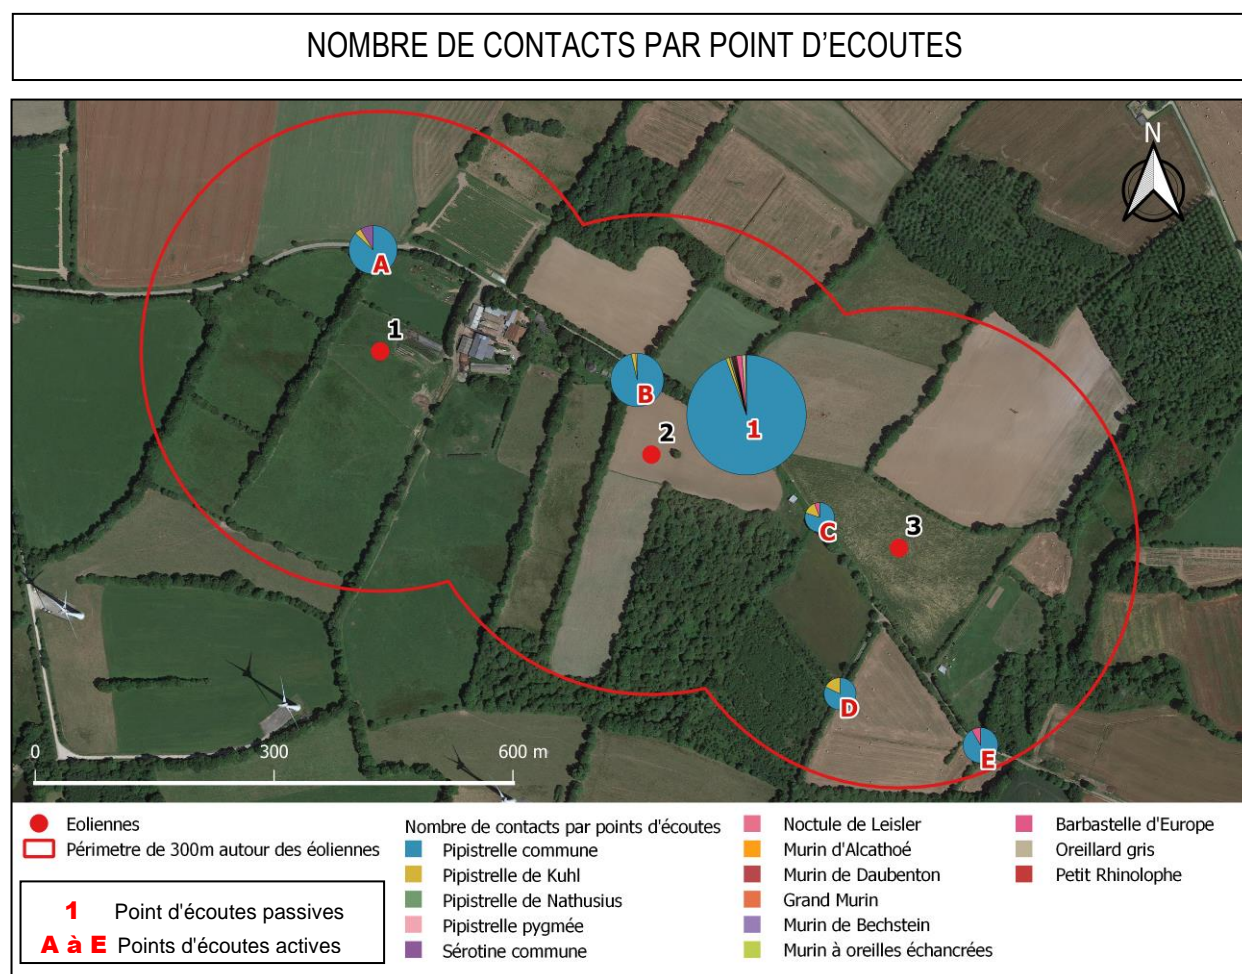 NOMBRE DE CONTACTS PAR POINT D'ECOUTES
N
A
1
B
2
1
C
3
D
E
0 300 600 m
Eoliennes
Périmetre de 300m autour des éoliennes
1 Point d'écoutes passives
A à E Points d'écoutes actives
Nombre de contacts par points d'écoutes
Pipistrelle commune
Pipistrelle de Kuhl
Pipistrelle de Nathusius
Pipistrelle pygmée
Sérotine commune
Noctule de Leisler
Murin d'Alcathoé
Murin de Daubenton
Grand Murin
Murin de Bechstein
Murin à oreilles échancrées
Barbastelle d'Europe
Oreillard gris
Petit Rhinolophe